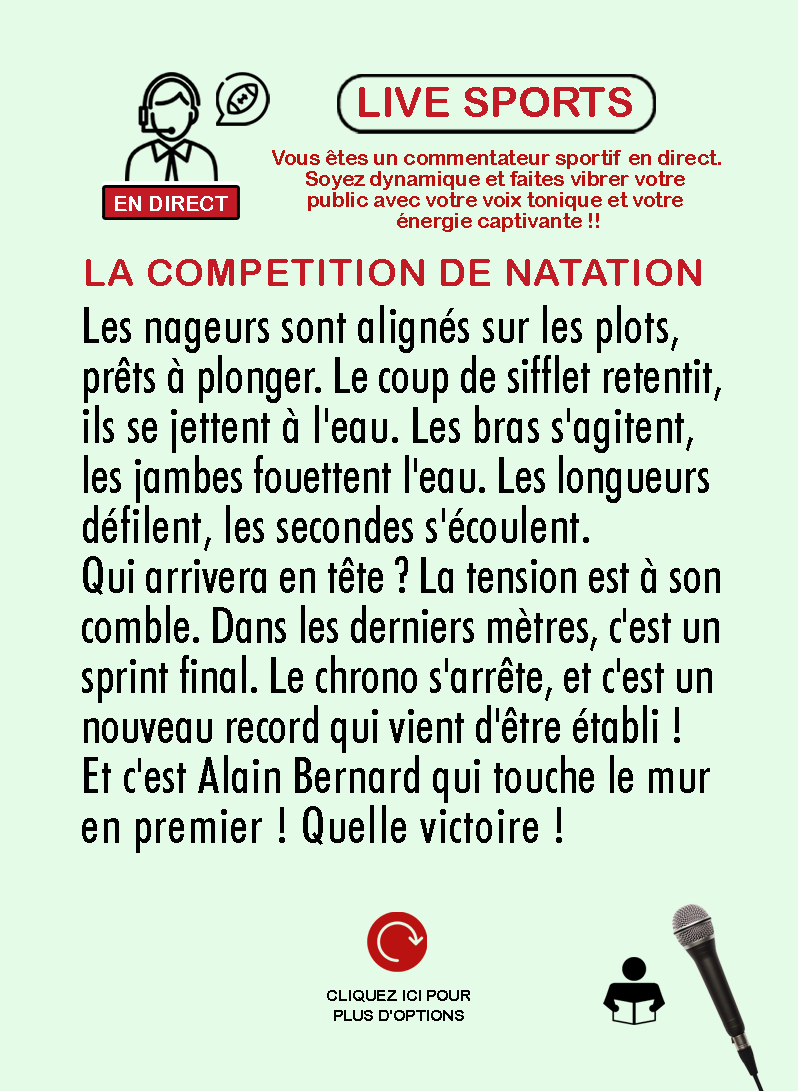 LIVE SPORTS
Vous êtes un commentateur sportif en direct.
Soyez dynamique et faites vibrer votre
public avec votre voix tonique et votre
énergie captivante !!
EN DIRECT
LA COMPETITION DE NATATION
Les nageurs sont alignés sur les plots,
prêts à plonger. Le coup de sifflet retentit,
ils se jettent à l'eau. Les bras s'agitent,
les jambes fouettent l'eau. Les longueurs
défilent, les secondes s'écoulent.
Qui arrivera en tête ? La tension est à son
comble. Dans les derniers mètres, c'est un
sprint final. Le chrono s'arrête, et c'est un
nouveau record qui vient d'être établi !
Et c'est Alain Bernard qui touche le mur
en premier ! Quelle victoire !
CLIQUEZ ICI POUR
PLUS D'OPTIONS